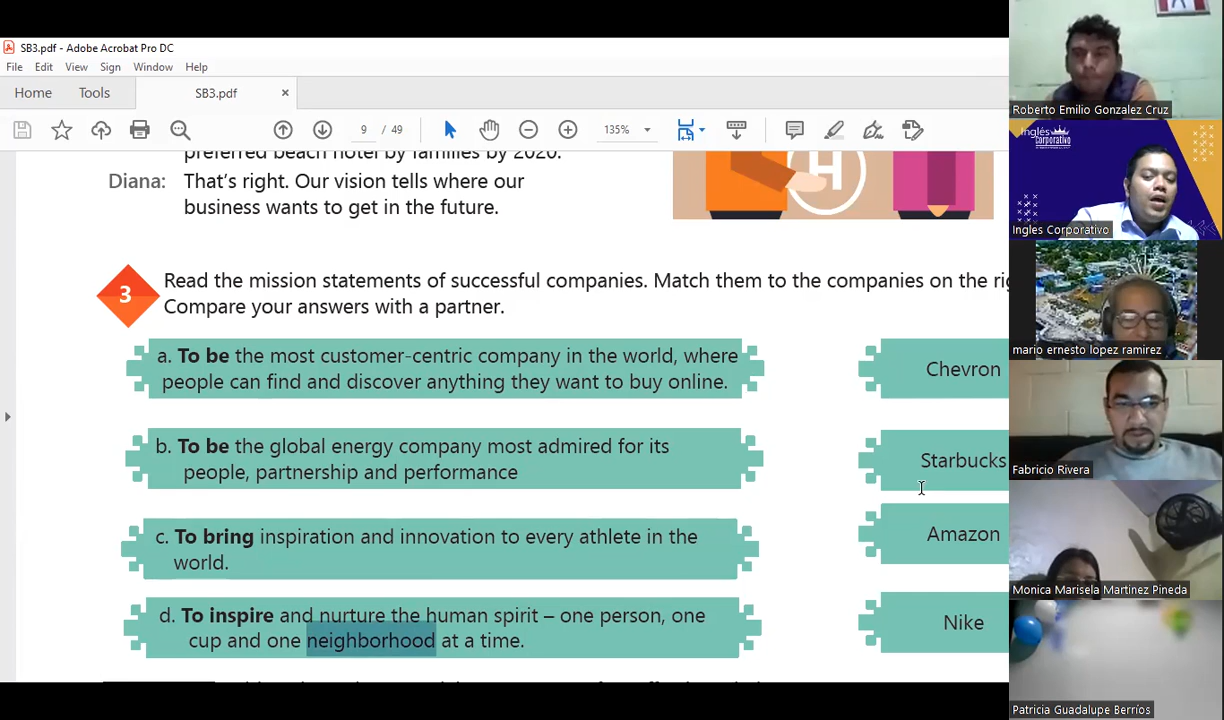 SB3.pdf - Adobe Acrobat Pro DC
File Edit View Sign Window Help
Home Tools SB3.pdf ×
9 / 49 135%
preferred beach hotel by families by 2020.
Diana: That's right. Our vision tells where our
business wants to get in the future.
H
3 Read the mission statements of successful companies. Match them to the companies on the
Compare your answers with a partner.
a. To be the most customer-centric company in the world, where
people can find and discover anything they want to buy online.
Chevron
b. To be the global energy company most admired for its
people, partnership and performance
Starbucks
c. To bring inspiration and innovation to every athlete in the
world.
Amazon
d. To inspire and nurture the human spirit – one person, one
cup and one neighborhood at a time.
Nike
Roberto Emilio Gonzalez Cruz
Inglés
Corporativo
Ingles Corporativo
mario ernesto lopez ramirez
Fabricio Rivera
Monica Marisela Martinez Pineda
Patricia Guadalupe Berríos